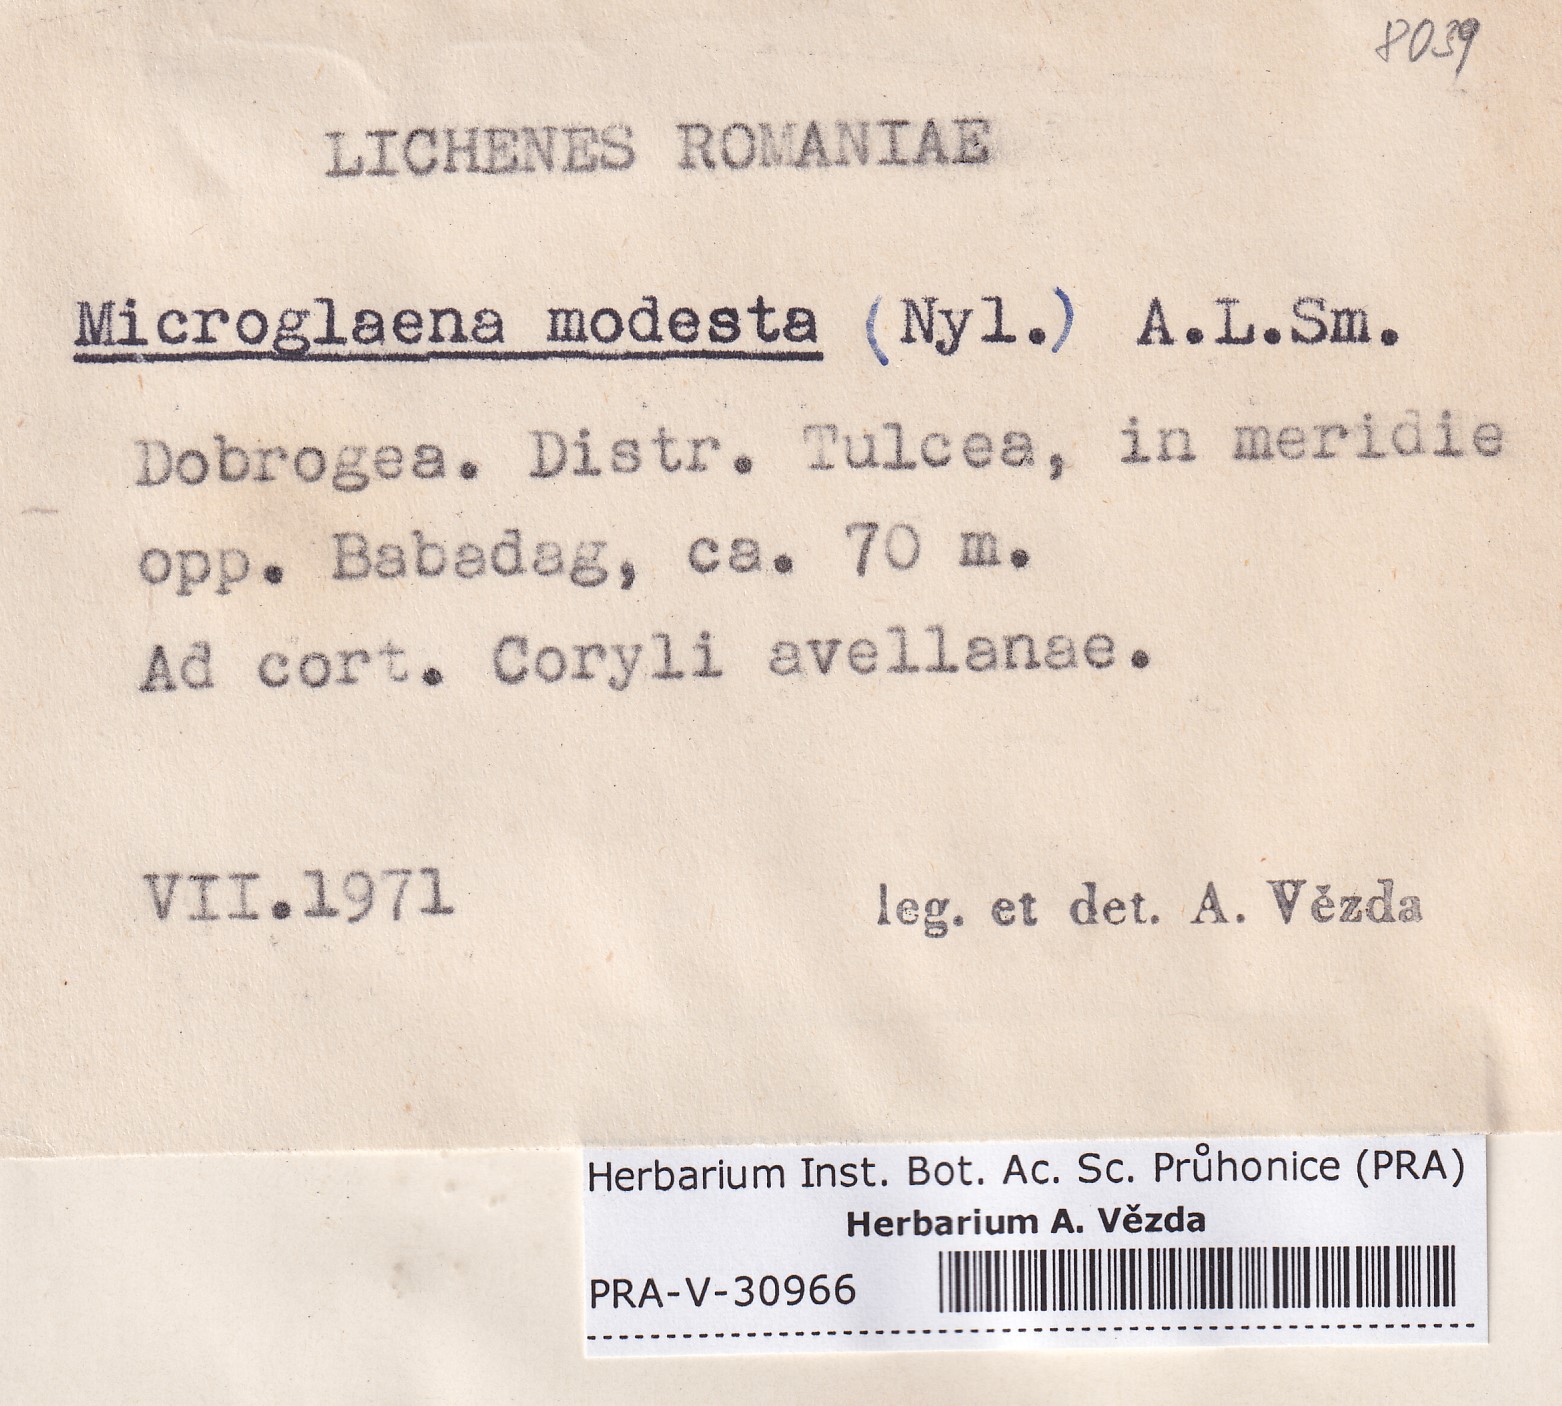 8039
LICHENES ROMANIAE
Microglaena modesta (Nyl.) A.L.Sm.
Dobrogea. Distr. Tulcea, in meridie
opp. Babadag, ca. 70 m.
Ad cort. Coryli avellanae.
VII.1971 leg. et det. A. Vězda
Herbarium Inst. Bot. Ac. Sc. Průhonice (PRA)
Herbarium A. Vězda
PRA-V-30966